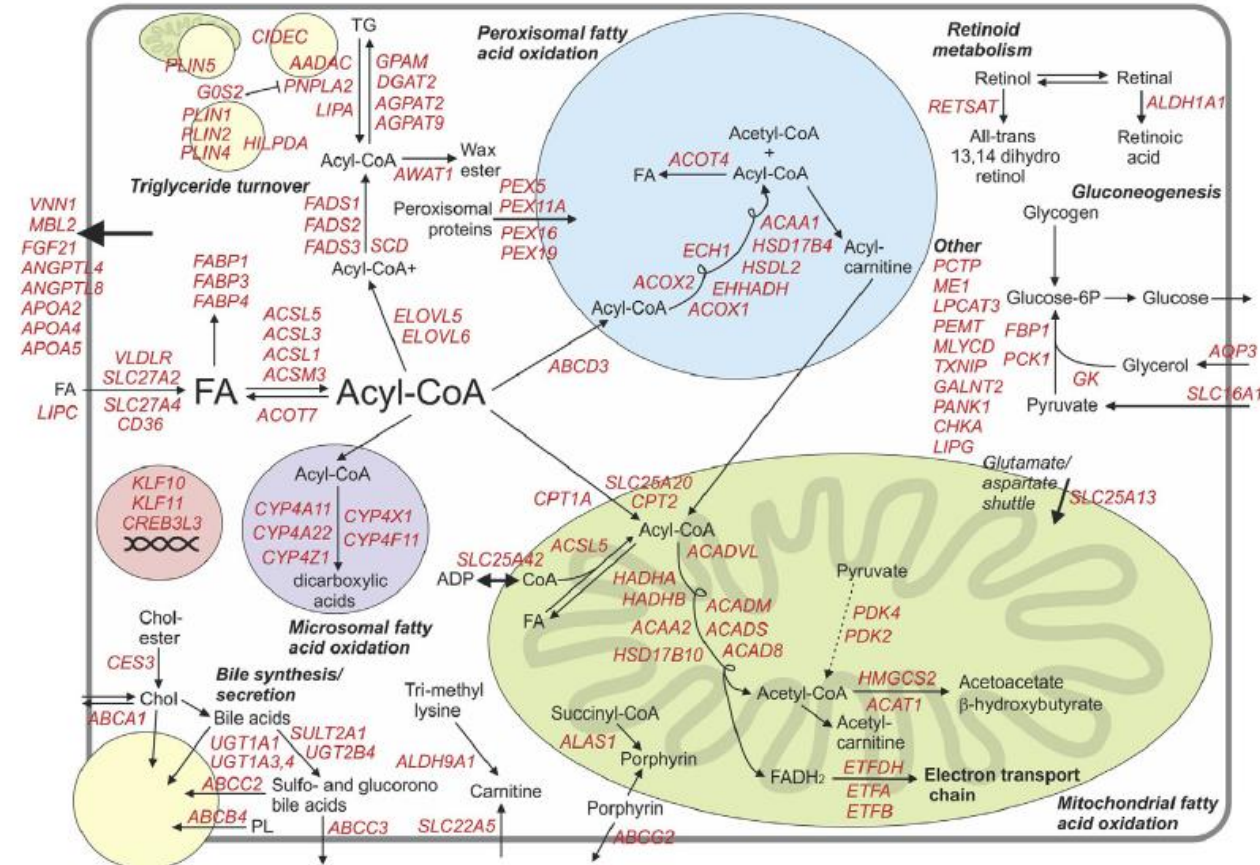 TG
CIDEC
PLIN5
AADAC
GPAM
G0S2
PNPLA2
DGAT2
LIPA
AGPAT2
AGPAT9
PLIN1
PLIN2
PLIN4
HILPDA
Acyl-CoA
Wax
ester
AWAT1
Triglyceride turnover
FADS1
FADS2
FADS3
SCD
Acyl-CoA+
ELOVL5
ELOVL6
VNN1
MBL2
FGF21
ANGPTL4
ANGPTL8
APOA2
APOA4
APOA5
FABP1
FABP3
FABP4
ACSL5
ACSL3
ACSL1
ACSM3
VLDLR
SLC27A2
FA
LIPC
SLC27A4
CD36
FA
ACOT7
Acyl-CoA
Peroxisomal fatty
acid oxidation
Peroxisomal
proteins
PEX5
PEX11A
PEX16
PEX19
Acetyl-CoA
+
Acyl-CoA
ACOT4
FA
ACAA1
HSD17B4
HSDL2
EHHADH
ECH1
ACOX2
ACOX1
Acyl-CoA
Acyl-
carnitine
ABCD3
Retinoid
metabolism
Retinol
Retinal
RETSAT
ALDH1A1
All-trans
13,14 dihydro
retinol
Retinoic
acid
Gluconeogenesis
Glycogen
Glucose-6P
Glucose
FBP1
PCK1
GK
Glycerol
AQP3
Pyruvate
SLC16A1
Other
PCTP
ME1
LPCAT3
PEMT
MLYCD
TXNIP
GALNT2
PANK1
CHKA
LIPG
Glutamate/
aspartate
shuttle
SLC25A13
KLF10
KLF11
CREB3L3
Acyl-CoA
CYP4A11
CYP4A22
CYP4Z1
CYP4X1
CYP4F11
dicarboxylic
acids
Microsomal fatty
acid oxidation
CPT1A
SLC25A20
CPT2
Acyl-CoA
ACSL5
SLC25A42
ADP
CoA
FA
ACADVL
HADHA
HADHB
ACAA2
HSD17B10
ACADM
ACADS
ACAD8
Pyruvate
PDK4
PDK2
Acetyl-CoA
HMGCS2
ACAT1
Acetoacetate
β-hydroxybutyrate
Acetyl-
carnitine
FADH2
ETFDH
ETFA
ETFB
Electron transport
chain
Mitochondrial fatty
acid oxidation
Succinyl-CoA
ALAS1
Porphyrin
Porphyrin
ABCG2
Tri-methyl
lysine
ALDH9A1
Carnitine
SLC22A5
Chol-
ester
CES3
Chol
ABCA1
Bile synthesis/
secretion
Bile acids
UGT1A1
UGT1A3,4
SULT2A1
UGT2B4
ABCC2
Sulfo- and glucorono
bile acids
ABCB4
PL
ABCC3